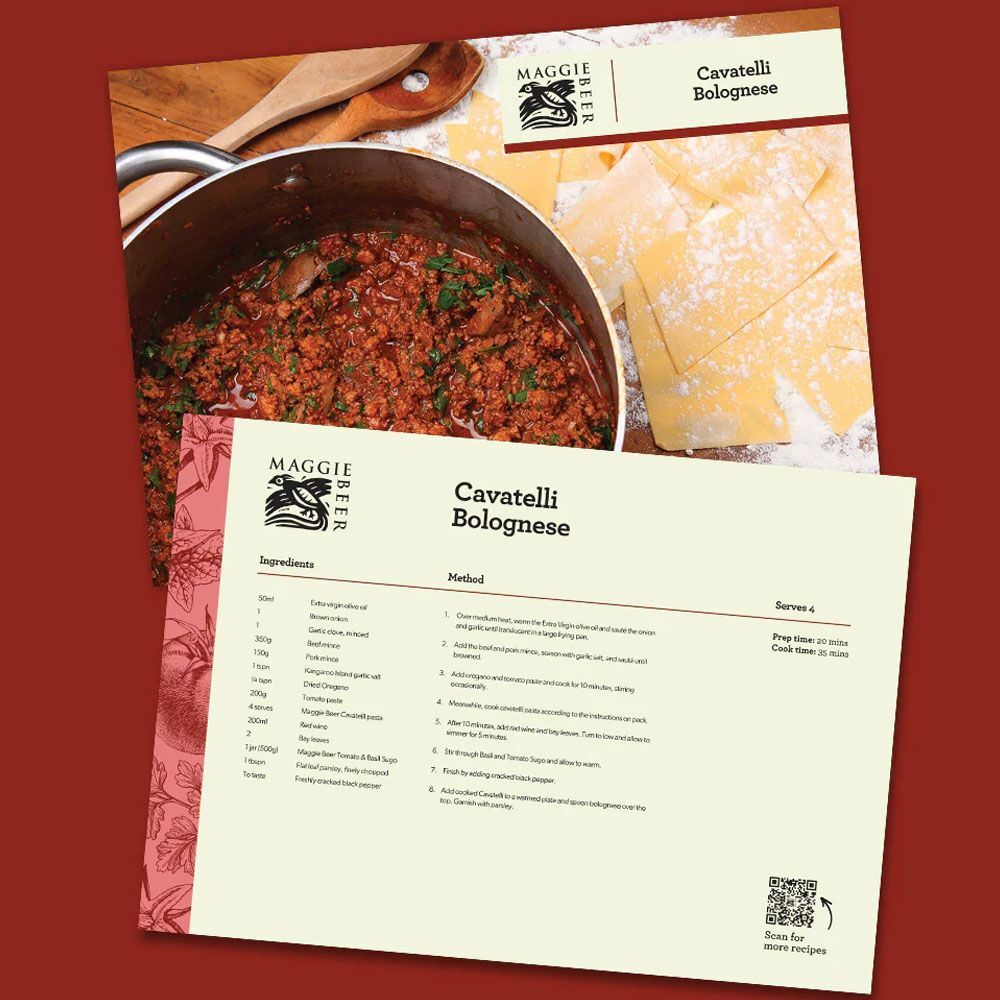 MAGGIE
BEER
Cavatelli
Bolognese
MAGGIE
BEER
Cavatelli
Bolognese
Ingredients
50ml Extra virgin olive oil
1 Brown onion
1 Garlic clove, minced
350g Beef mince
150g Pork mince
1 tspn Kangaroo Island garlic salt
¼ tspn Dried Oregano
200g Tomato paste
4 serves Maggie Beer Cavatelli pasta
200ml Red wine
2 Bay leaves
1 jar (500g) Maggie Beer Tomato & Basil Sugo
1 tbspn Flat leaf parsley, finely chopped
To taste Freshly cracked black pepper
Method
1. Over medium heat, warm the Extra Virgin olive oil and sauté the onion
and garlic until translucent in a large frying pan.
2. Add the beef and pork mince, season with garlic salt, and sauté until
browned.
3. Add oregano and tomato paste and cook for 10 minutes, stirring
occasionally.
4. Meanwhile, cook cavatelli pasta according to the instructions on pack.
5. After 10 minutes, add red wine and bay leaves. Turn to low and allow to
simmer for 5 minutes.
6. Stir through Basil and Tomato Sugo and allow to warm.
7. Finish by adding cracked black pepper.
8. Add cooked Cavatelli to a warmed plate and spoon bolognese over the
top. Garnish with parsley.
Serves 4
Prep time: 20 mins
Cook time: 35 mins
Scan for
more recipes